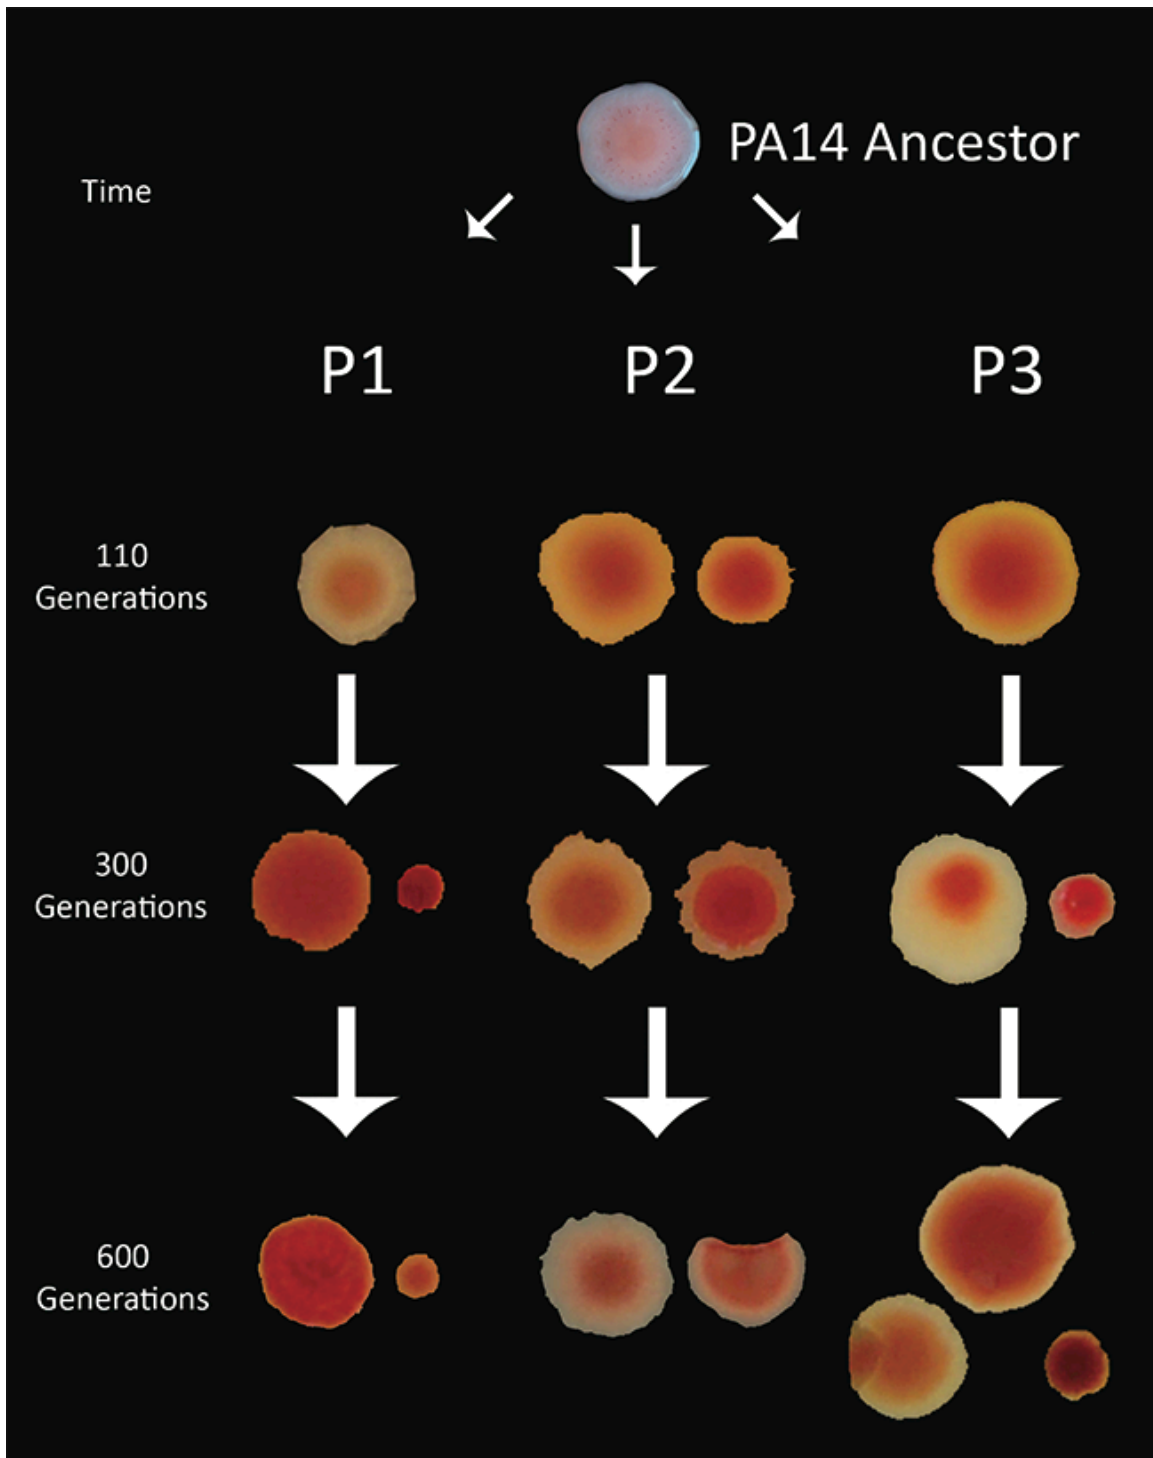 PA14 Ancestor
Time
P1 P2 P3
110
Generations
300
Generations
600
Generations